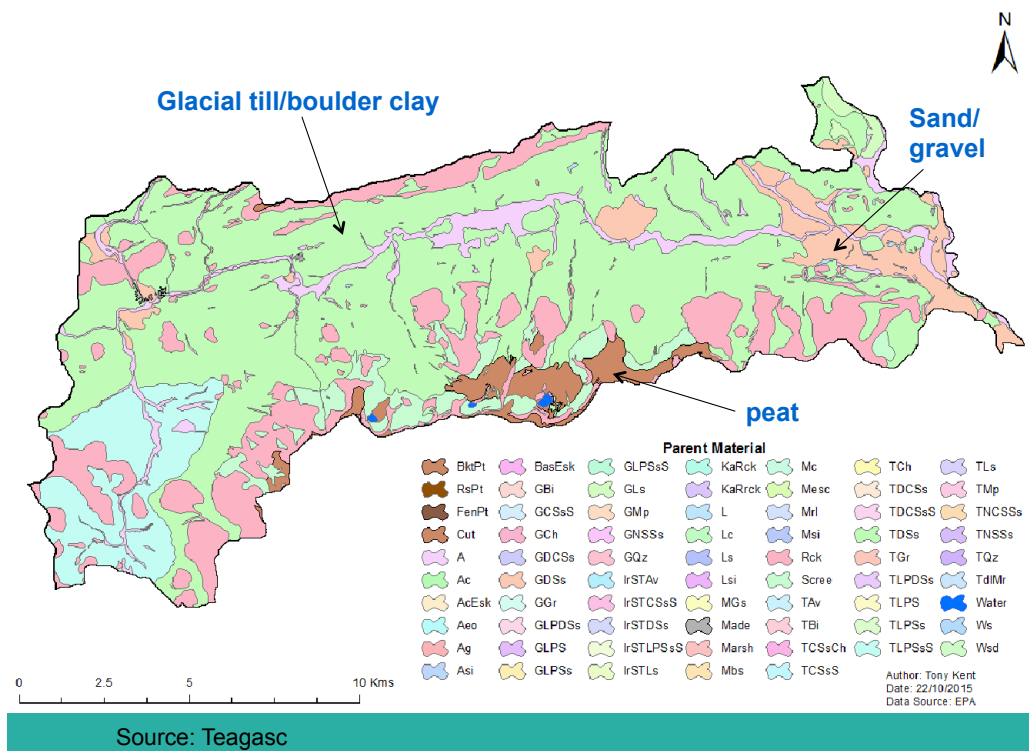 N
Glacial till/boulder clay
Sand/
gravel
peat
Parent Material
BktPt
RsPt
FenPt
Cut
A
Ac
AcEsk
Aeo
Ag
Asi
BasEsk
GBi
GCSsS
GCh
GDCSs
GDSs
GGr
GLPDSs
GLPS
GLPSs
GLPSsS
GLs
GMp
GNSSs
GQz
IrSTAv
IrSTCSsS
IrSTDSs
IrSTLPSsS
IrSTLs
KaRck
KaRrck
L
Lc
Ls
Lsi
MGs
Made
Marsh
Mbs
Mc
Mesc
Mrl
Msi
Rck
Scree
TAv
TBi
TCSsCh
TCSsS
TCh
TDCSs
TDCSsS
TDSs
TGr
TLPDSs
TLPS
TLPSs
TLPSsS
TLs
TMp
TNCSSs
TNSSs
TQz
TdlMr
Water
Ws
Wsd
0 2.5 5 10 Kms
Author: Tony Kent
Date: 22/10/2015
Data Source: EPA
Source: Teagasc